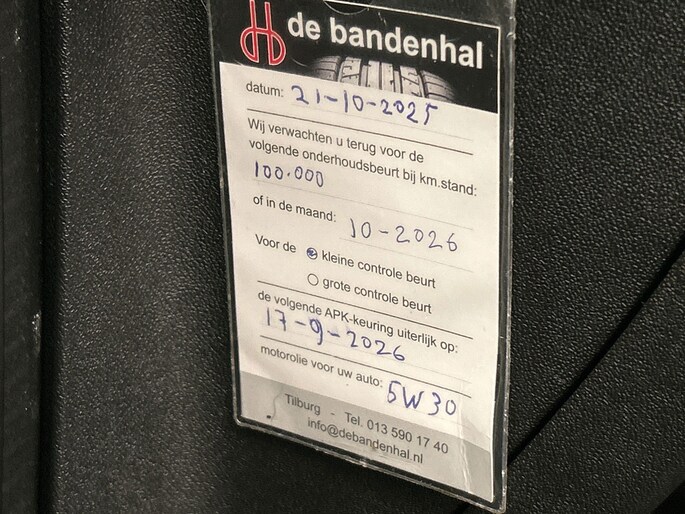 de bandenhal
datum: 21-10-2025
Wij verwachten u terug voor de
volgende onderhoudsbeurt bij km.stand:
100.000
of in de maand: 10-2026
Voor de kleine controle beurt
grote controle beurt
de volgende APK-keuring uiterlijk op:
17-9-2026
motorolie voor uw auto: 5W30
Tilburg - Tel. 013 590 17 40
info@debandenhal.nl